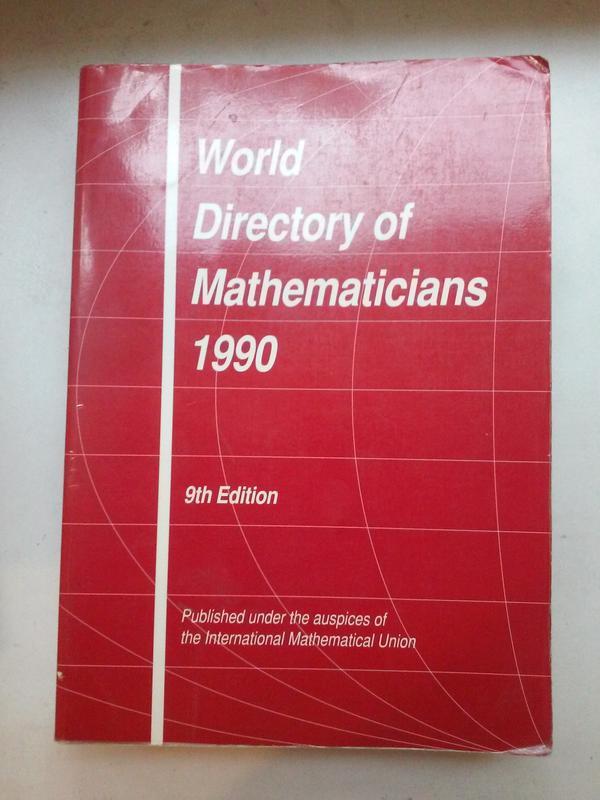 World
Directory of
Mathematicians
1990
9th Edition
Published under the auspices of
the International Mathematical Union